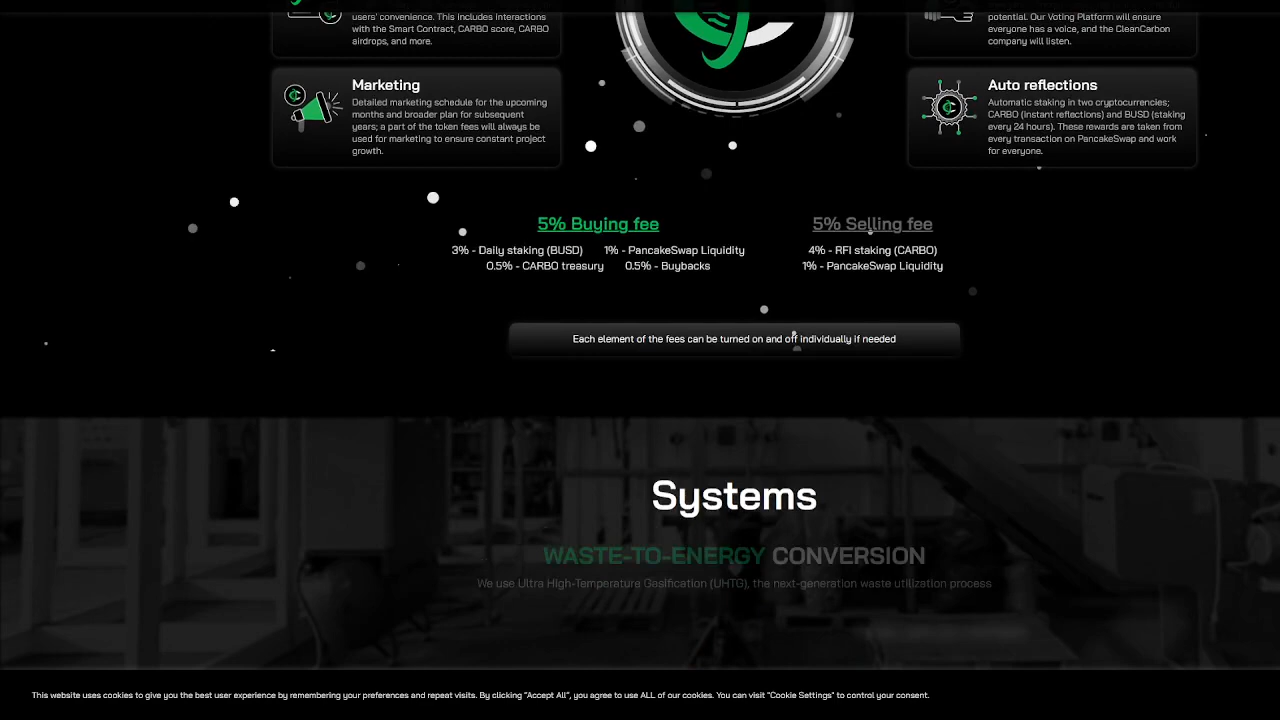 users' convenience. This includes interactions
with the Smart Contract, CARBO score, CARBO
airdrops, and more.
potential. Our Voting Platform will ensure
everyone has a voice, and the CleanCarbon
company will listen.
Marketing
Detailed marketing schedule for the upcoming
months and broader plan for subsequent
years; a part of the token fees will always be
used for marketing to ensure constant project
growth.
Auto reflections
Automatic staking in two cryptocurrencies;
CARBO (instant reflections) and BUSD (staking
every 24 hours). These rewards are taken from
every transaction on PancakeSwap and work
for everyone.
5% Buying fee
3% - Daily staking (BUSD) 1% - PancakeSwap Liquidity
0.5% - CARBO treasury 0.5% - Buybacks
5% Selling fee
4% - RFI staking (CARBO)
1% - PancakeSwap Liquidity
Each element of the fees can be turned on and off individually if needed
Systems
WASTE-TO-ENERGY CONVERSION
We use Ultra High-Temperature Gasification (UHTG), the next-generation waste utilization process
This website uses cookies to give you the best user experience by remembering your preferences and repeat visits. By clicking "Accept All", you agree to use ALL of our cookies. You can visit "Cookie Settings" to control your consent.